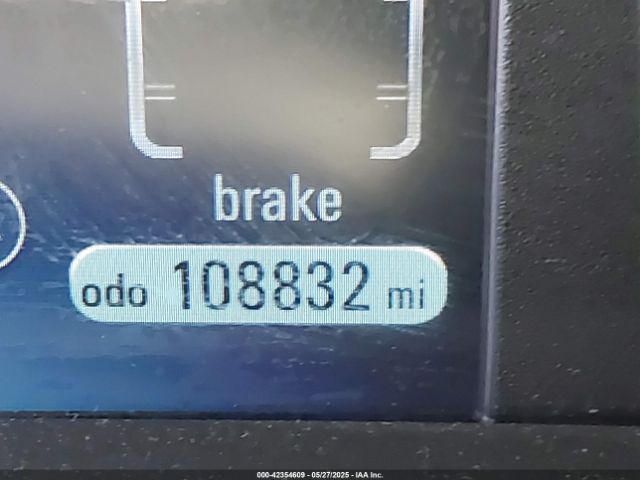 brake
odo 108832 mi
000-42354609 - 05/27/2025 - IAA Inc.